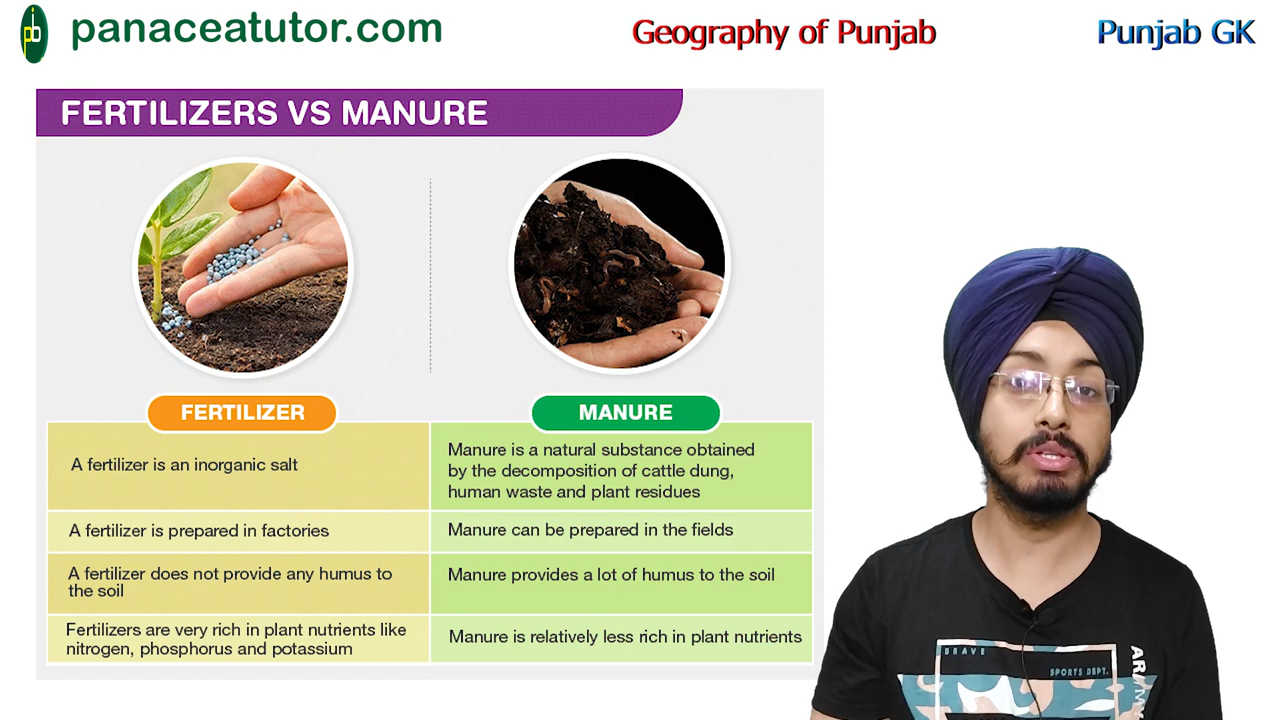 panaceatutor.com
Geography of Punjab
Punjab GK
FERTILIZERS VS MANURE
FERTILIZER
MANURE
A fertilizer is an inorganic salt
Manure is a natural substance obtained
by the decomposition of cattle dung,
human waste and plant residues
A fertilizer is prepared in factories
Manure can be prepared in the fields
A fertilizer does not provide any humus to
the soil
Manure provides a lot of humus to the soil
Fertilizers are very rich in plant nutrients like
nitrogen, phosphorus and potassium
Manure is relatively less rich in plant nutrients
BRAVE
SPORTS DEPT.